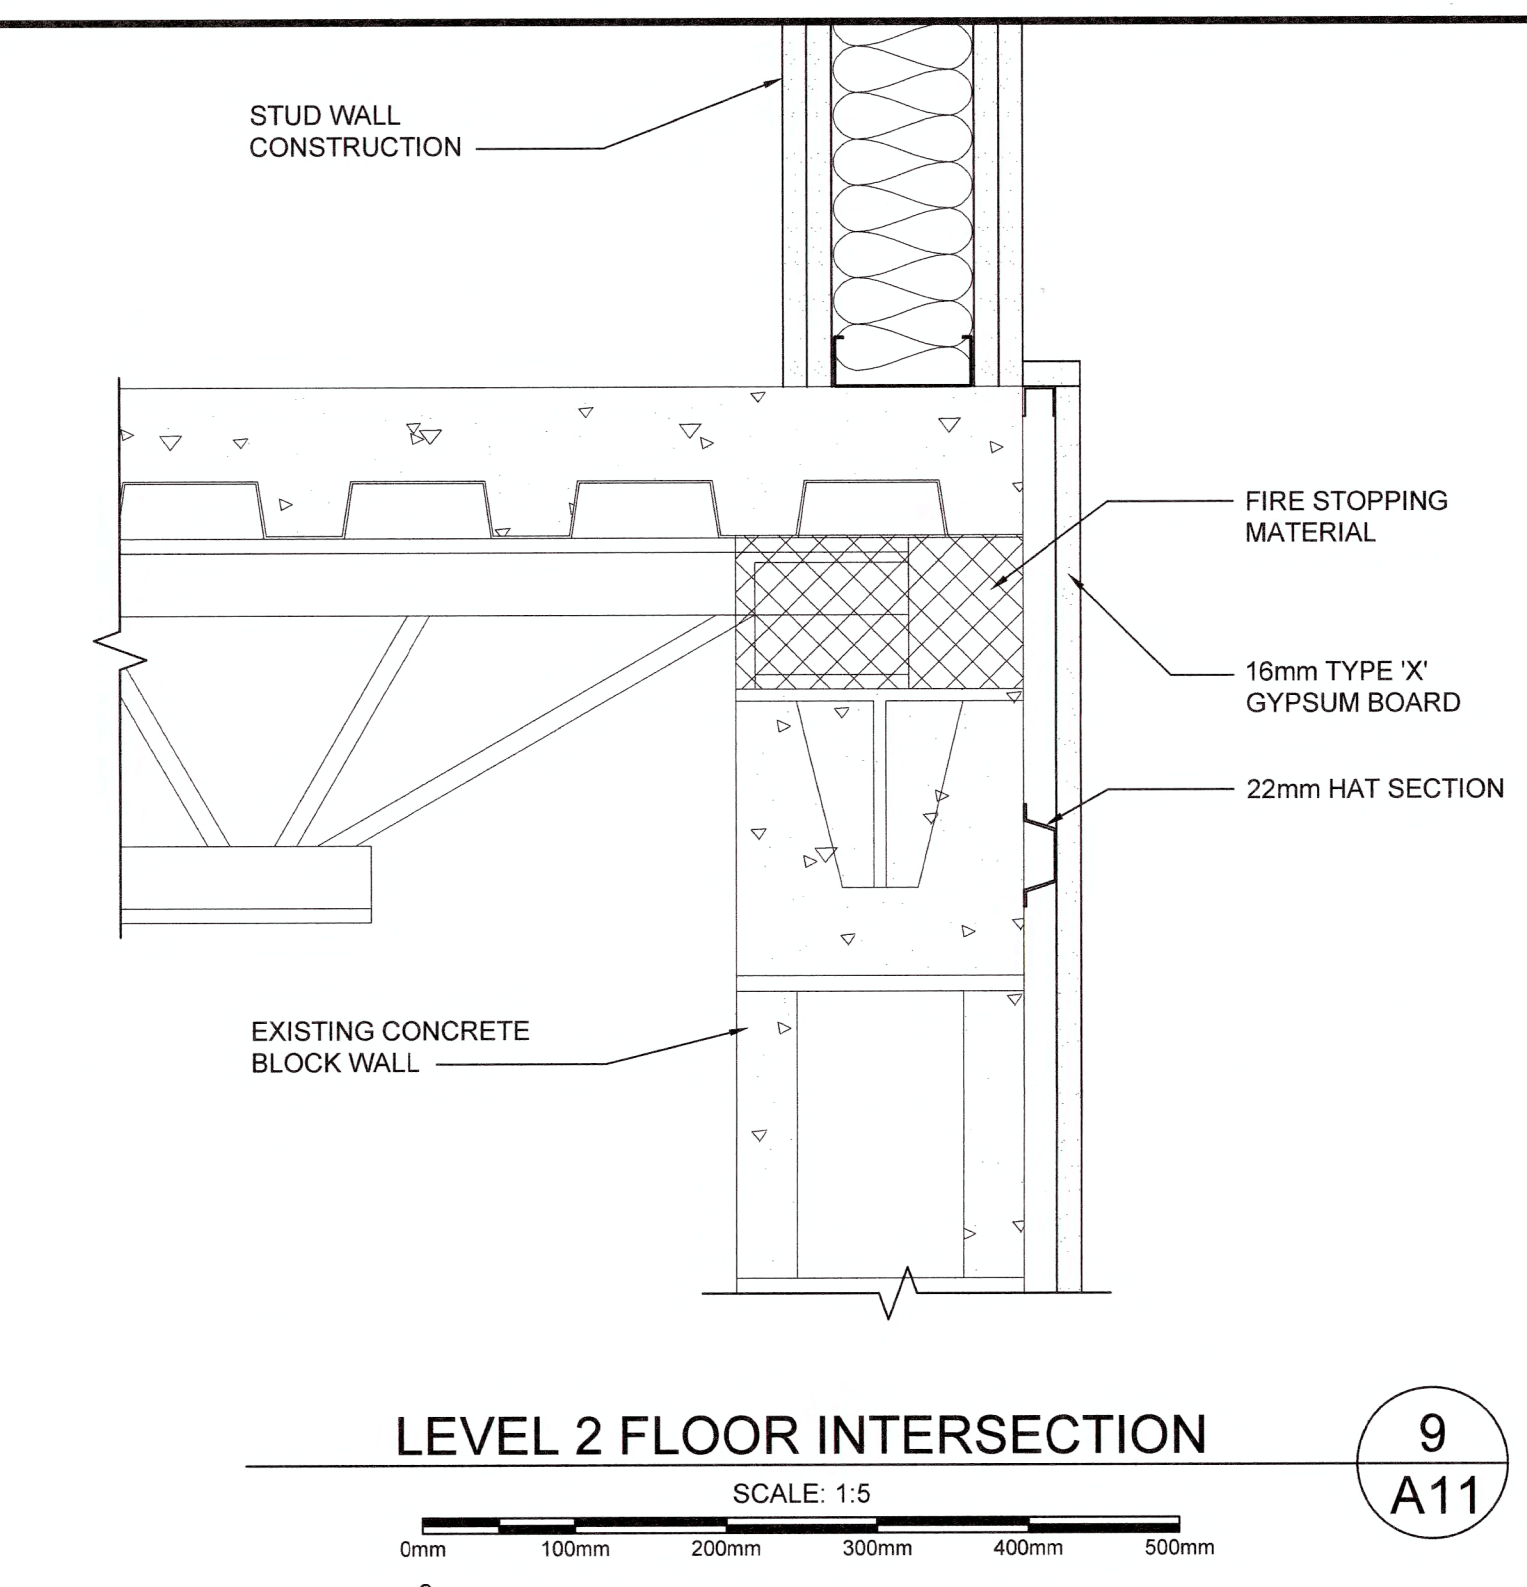 STUD WALL
CONSTRUCTION
FIRE STOPPING
MATERIAL
16mm TYPE 'X'
GYPSUM BOARD
22mm HAT SECTION
EXISTING CONCRETE
BLOCK WALL
LEVEL 2 FLOOR INTERSECTION
9
A11
SCALE: 1:5
0mm 100mm 200mm 300mm 400mm 500mm